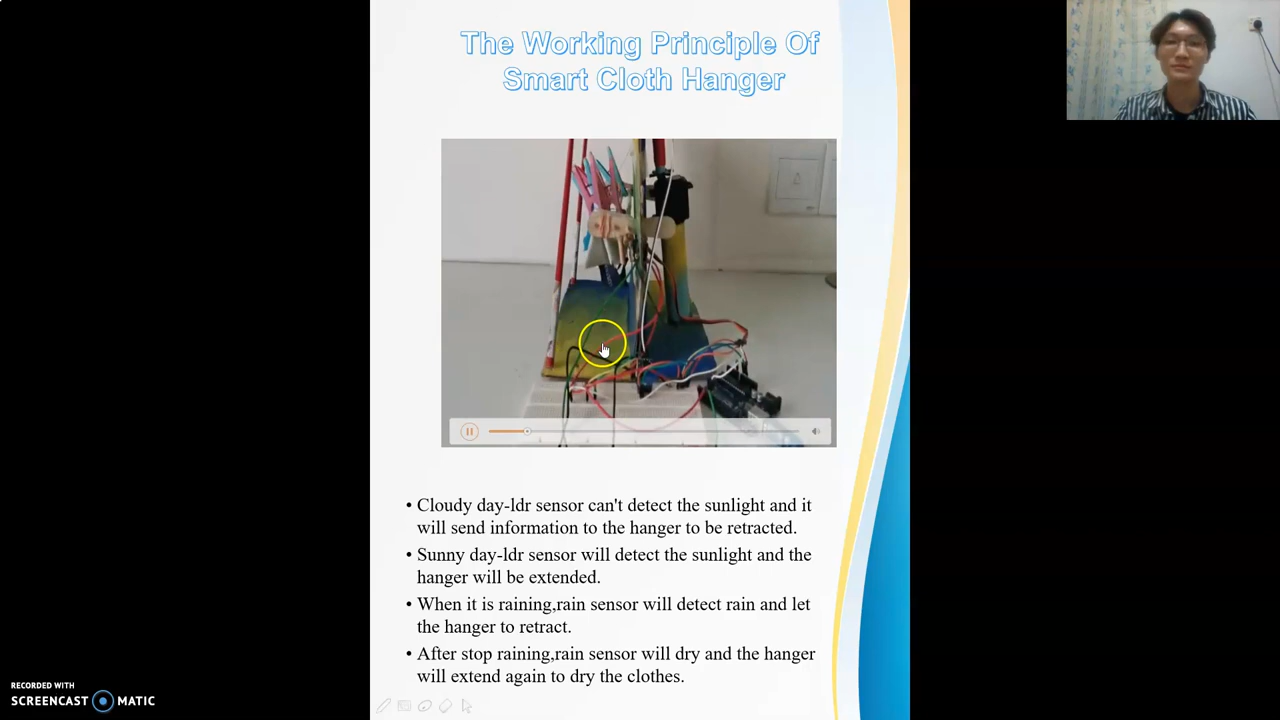 The Working Principle Of
Smart Cloth Hanger
• Cloudy day-ldr sensor can't detect the sunlight and it
will send information to the hanger to be retracted.
• Sunny day-ldr sensor will detect the sunlight and the
hanger will be extended.
• When it is raining,rain sensor will detect rain and let
the hanger to retract.
• After stop raining,rain sensor will dry and the hanger
will extend again to dry the clothes.
RECORDED WITH
SCREENCAST MATIC